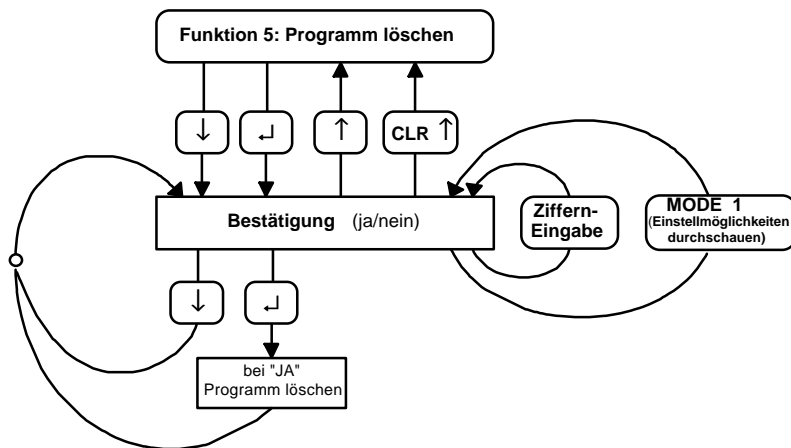 Funktion 5: Programm löschen
↓ ↵ ↑ CLR ↑
Bestätigung (ja/nein)
Ziffern-
Eingabe
MODE 1
(Einstellmöglichkeiten
durchschauen)
↓ ↵
bei "JA"
Programm löschen